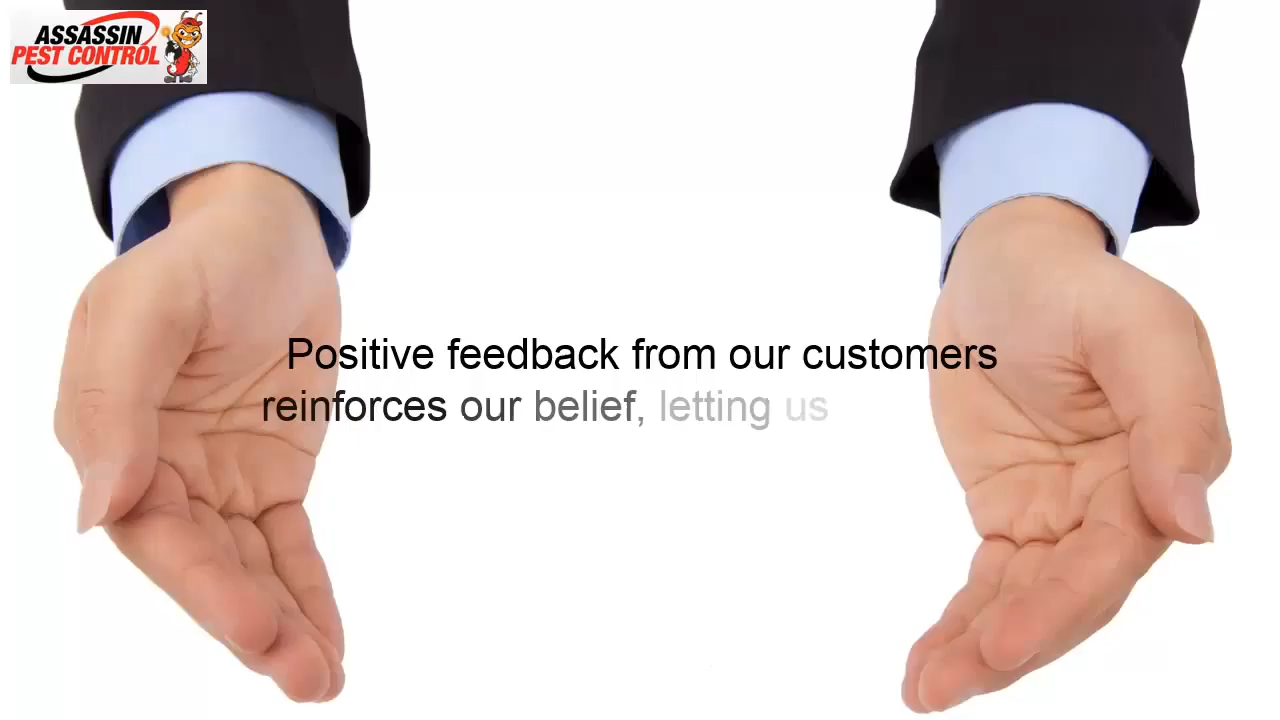 ASSASSIN
PEST CONTROL
Positive feedback from our customers
reinforces our belief, letting us